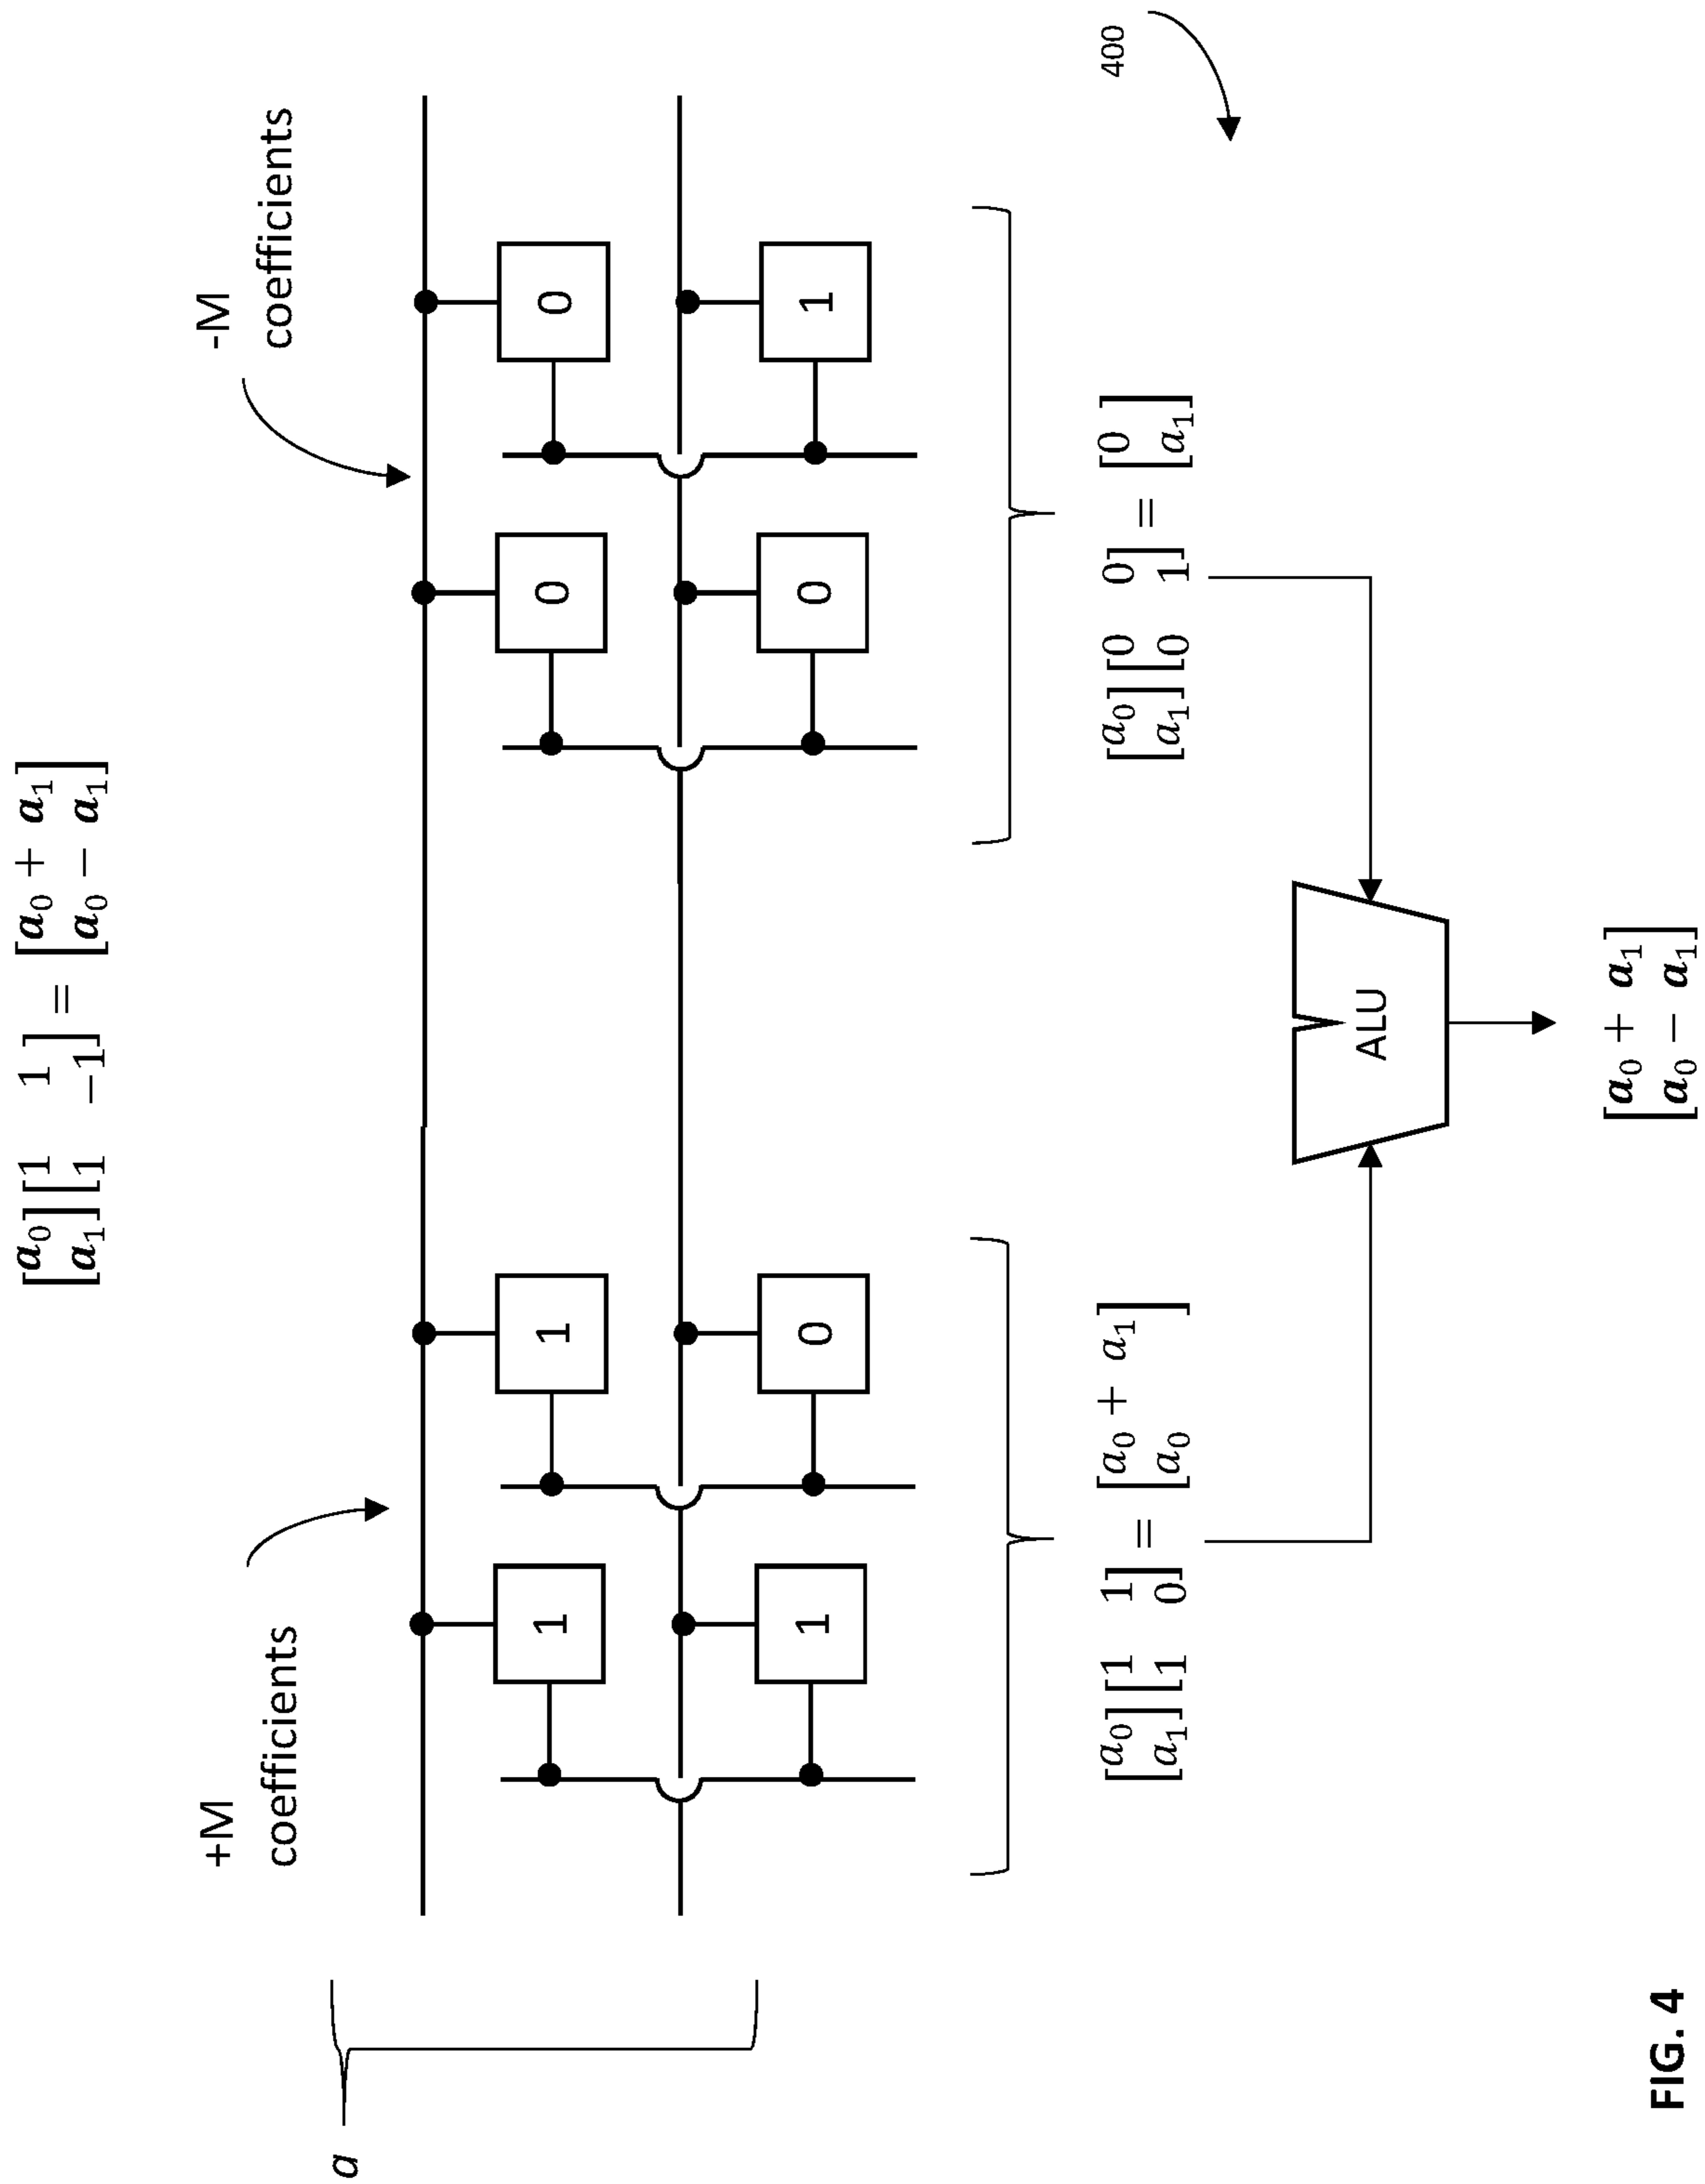 [a₀] [1 1] = [a₀ + a₁]
[a₁] [1 −1] [a₀ − a₁]
+M
coefficients
-M
coefficients
a
1 1 0 0
1 0 0 1
[a₀] [1 1] = [a₀ + a₁]
[a₁] [1 0] [a₀]
[a₀] [0 0] = [0]
[a₁] [0 1] [a₁]
400
ALU
[a₀ + a₁]
[a₀ − a₁]
FIG. 4